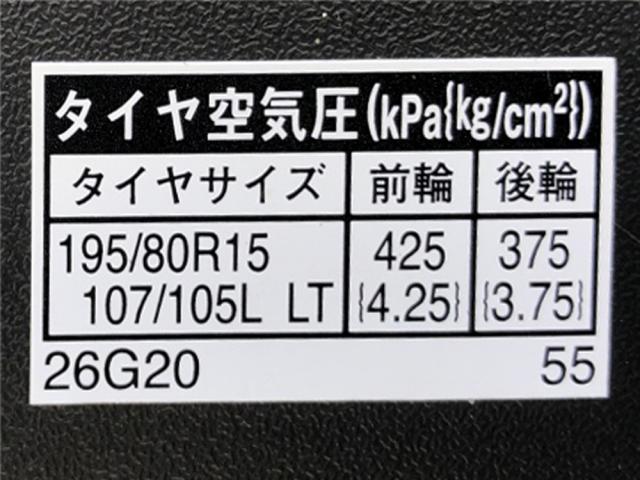 タイヤ空気圧(kPa{kg/cm²})
タイヤサイズ 前輪 後輪
195/80R15 425 375
107/105L LT {4.25} {3.75}
26G20 55